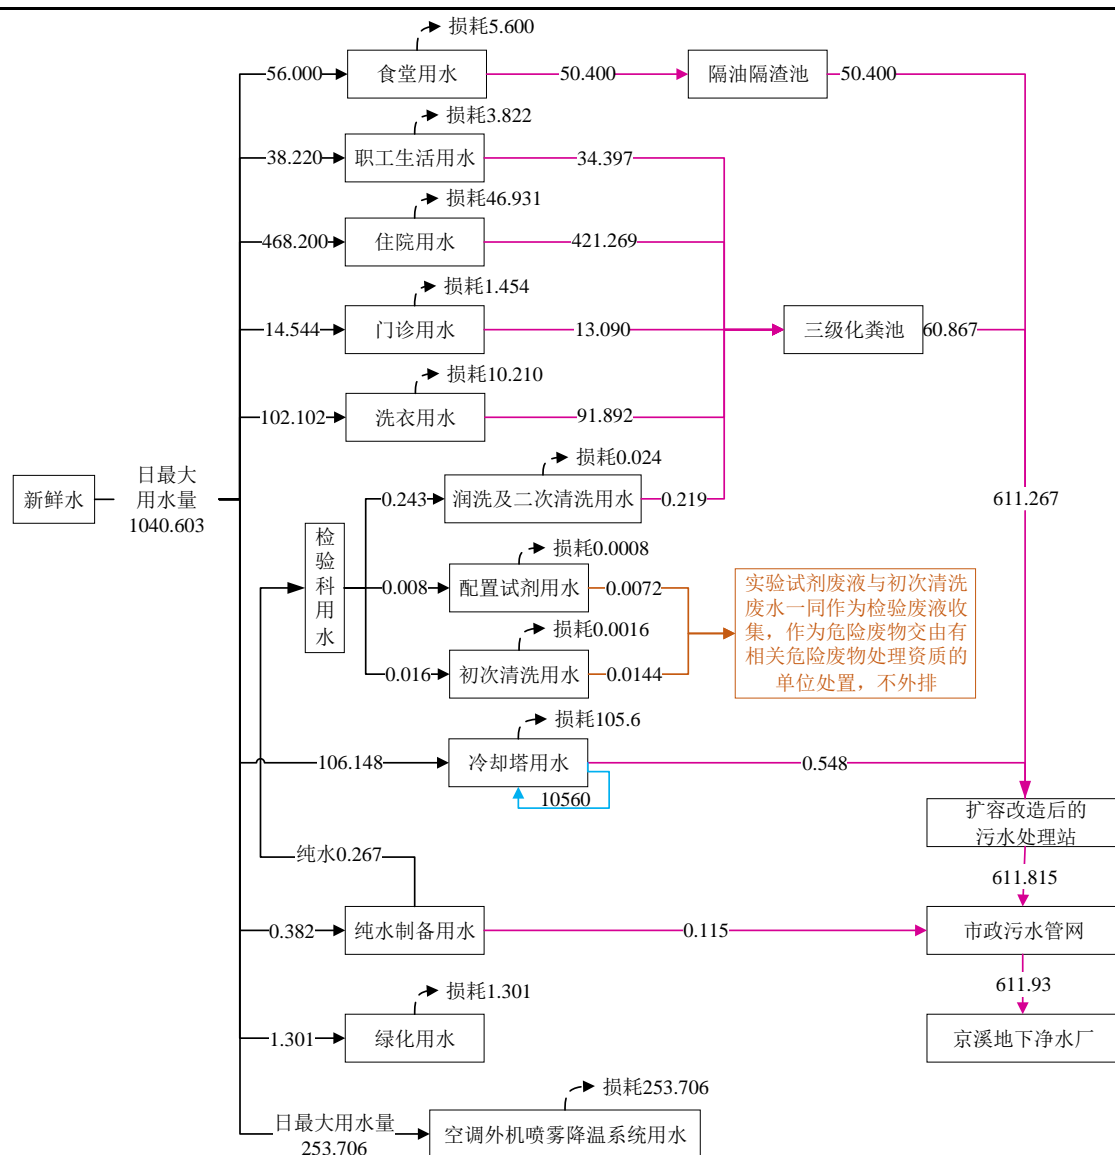 损耗5.600
56.000
食堂用水
50.400
隔油隔渣池
50.400
损耗3.822
38.220
职工生活用水
34.397
损耗46.931
468.200
住院用水
421.269
损耗1.454
14.544
门诊用水
13.090
三级化粪池
60.867
损耗10.210
102.102
洗衣用水
91.892
新鲜水
日最大
用水量
1040.603
损耗0.024
0.243
润洗及二次清洗用水
0.219
611.267
检
验
科
用
水
损耗0.0008
0.008
配置试剂用水
0.0072
损耗0.0016
0.016
初次清洗用水
0.0144
实验试剂废液与初次清洗
废水一同作为检验废液收
集，作为危险废物交由有
相关危险废物处理资质的
单位处置，不外排
损耗105.6
106.148
冷却塔用水
0.548
10560
扩容改造后的
污水处理站
纯水0.267
611.815
0.382
纯水制备用水
0.115
市政污水管网
611.93
损耗1.301
1.301
绿化用水
京溪地下净水厂
损耗253.706
日最大用水量
253.706
空调外机喷雾降温系统用水